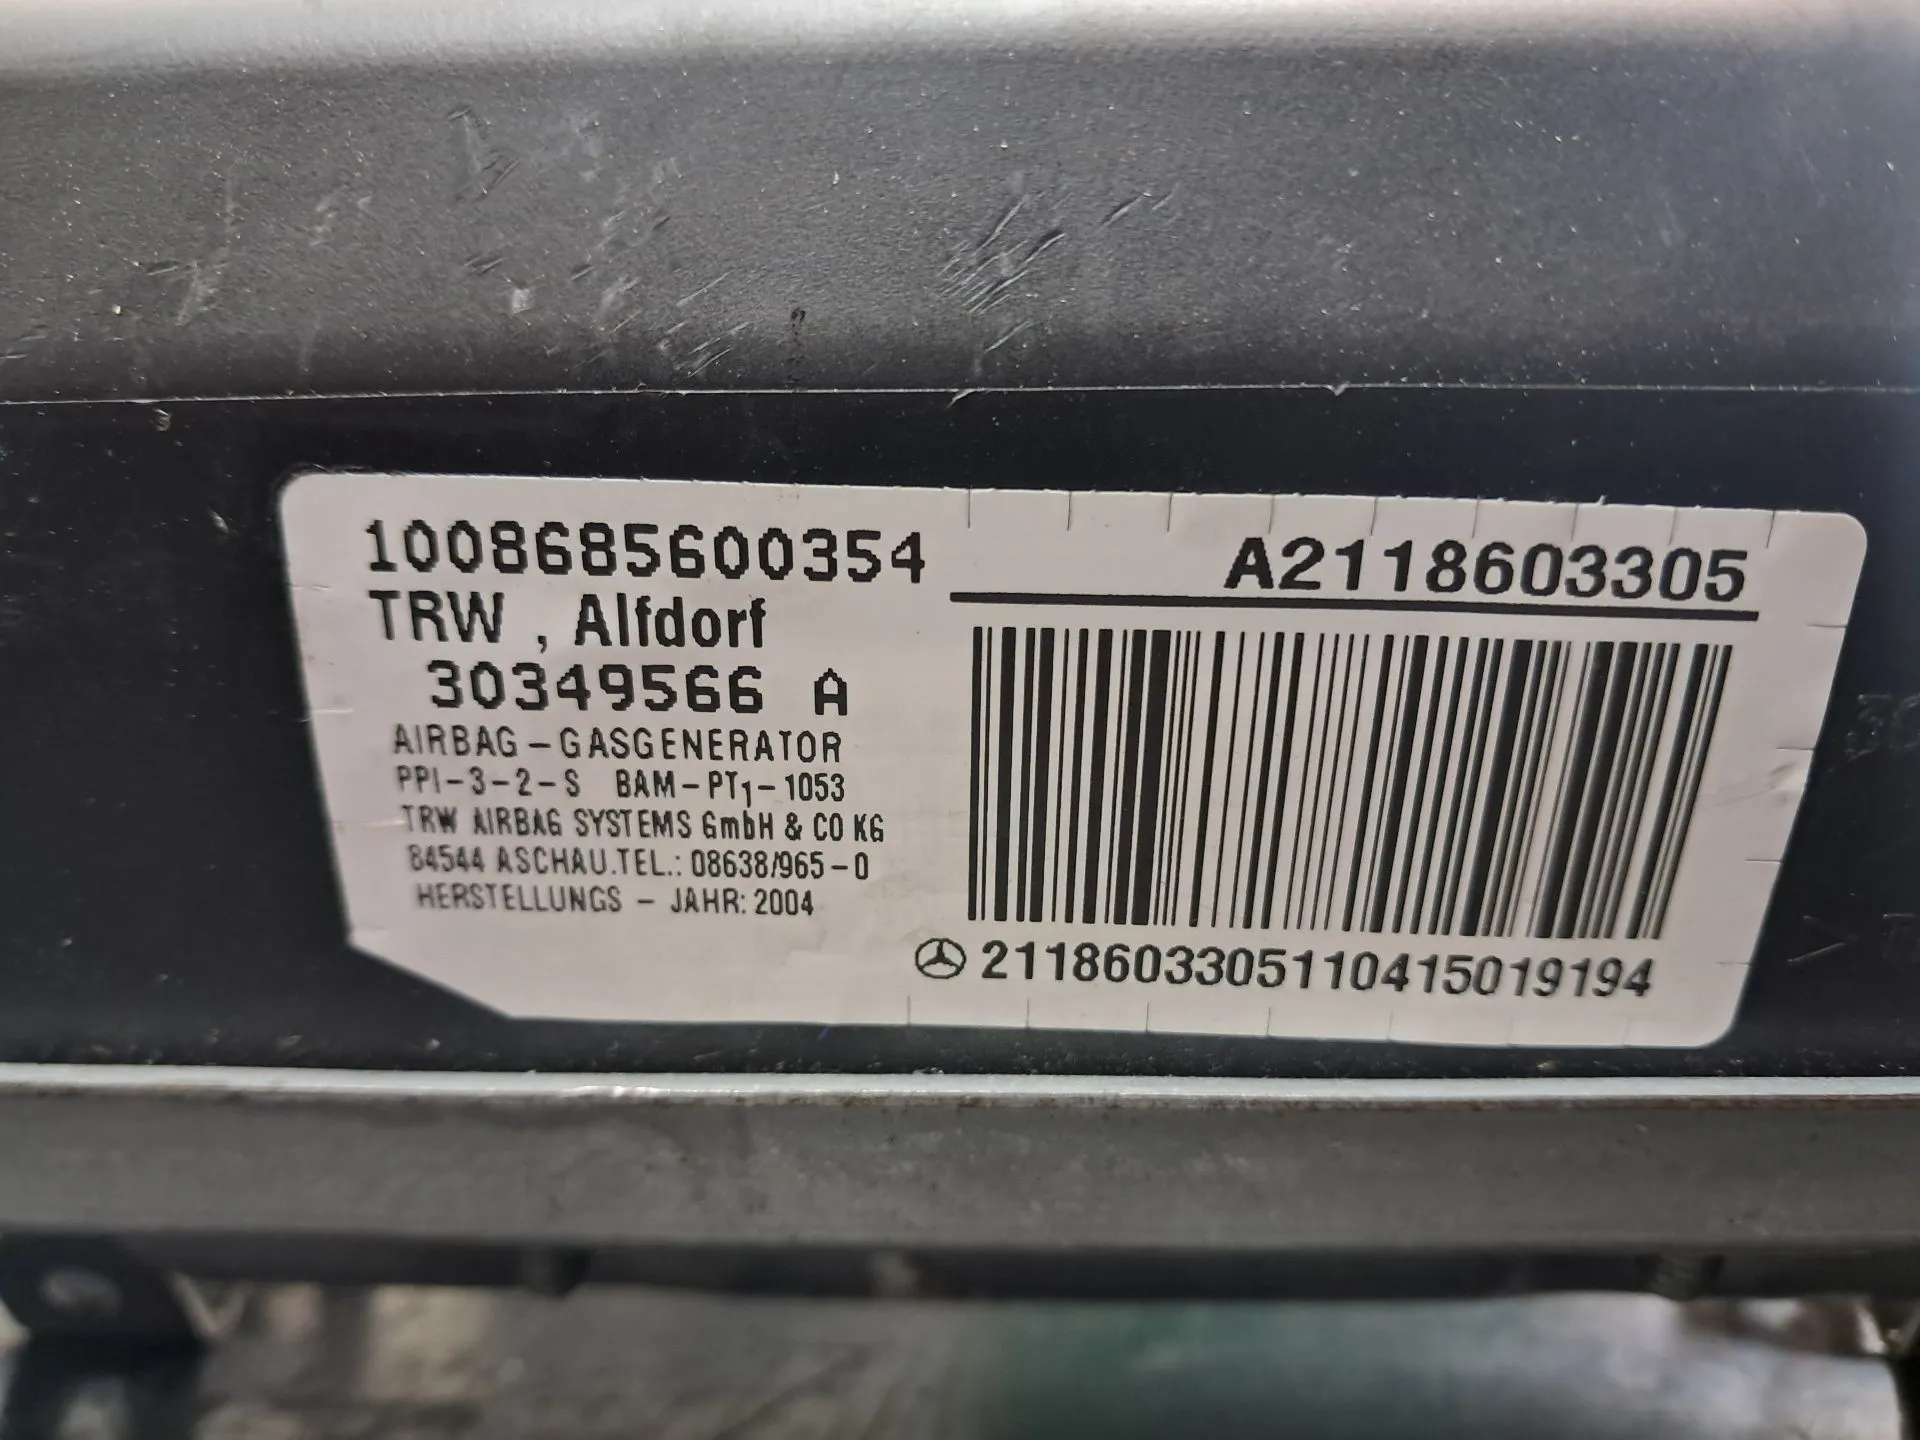 1008685600354
TRW , Alfdorf
30349566 A
AIRBAG-GASGENERATOR
PPI-3-2-S BAM-PT1-1053
TRW AIRBAG SYSTEMS GmbH & CO KG
84544 ASCHAU.TEL.: 08638/965-0
HERSTELLUNGS - JAHR: 2004
A2118603305
2118603305110415019194